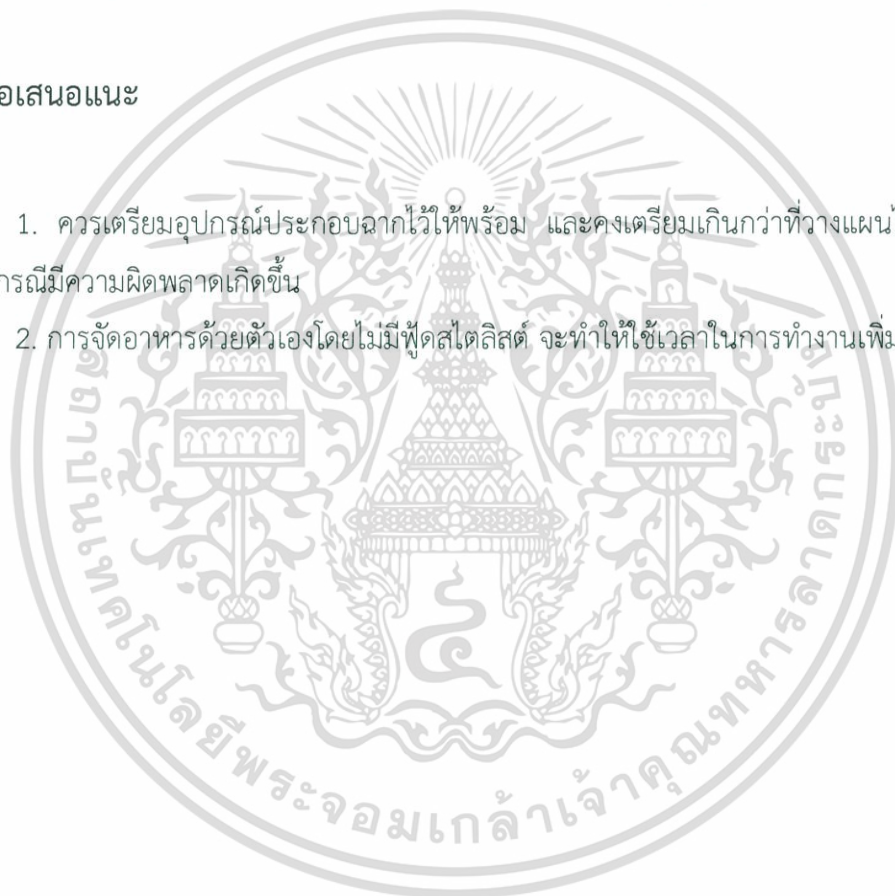 อเสนอแนะ
1. ควรเตรียมอุปกรณ์ประกอบฉากไว้ให้พร้อม และคงเตรียมเกินกว่าที่วางแผน
กรณีมีความผิดพลาดเกิดขึ้น
2. การจัดอาหารด้วยตัวเองโดยไม่มีฟู้ดสไตลิสต์ จะทำให้ใช้เวลาในการทำงานเพิ่ม
สถาบันเทคโนโลยีพระจอมเกล้าเจ้าคุณทหารลาดกระบัง